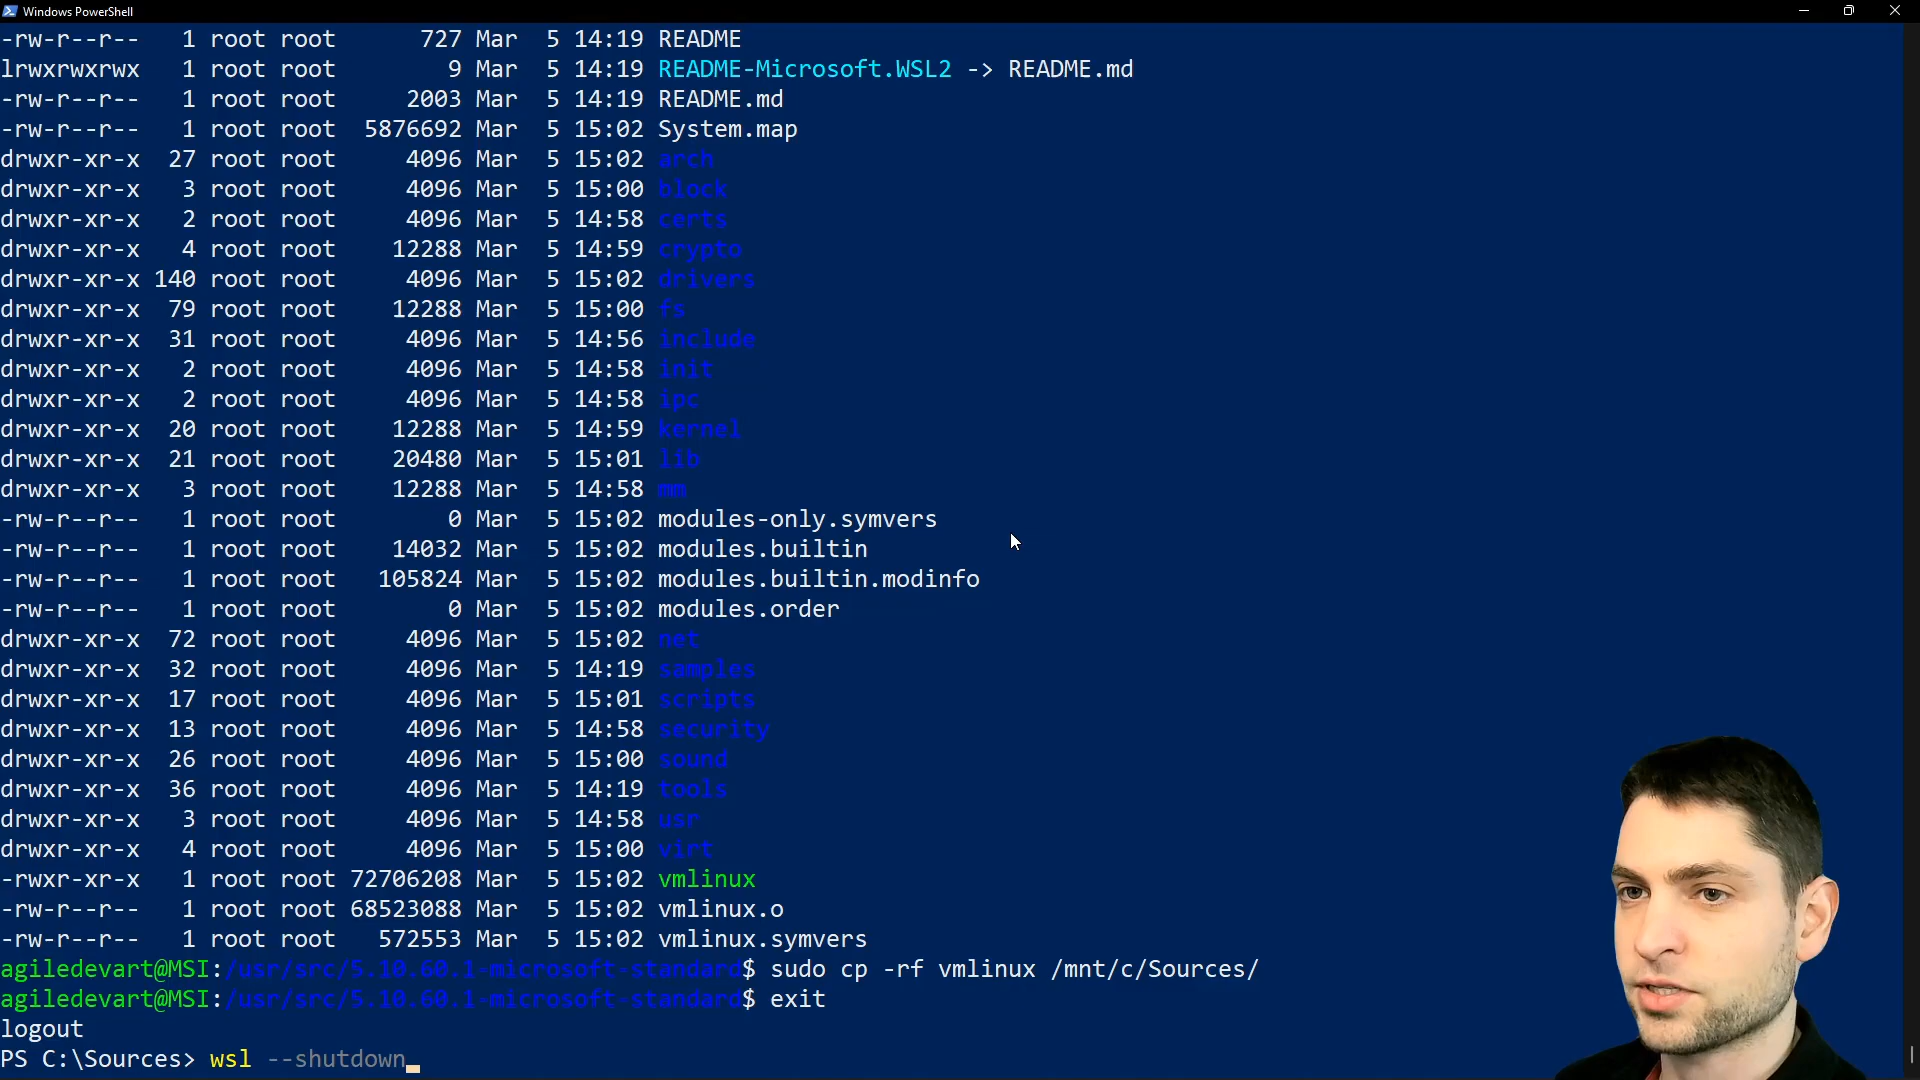 Windows PowerShell
-rw-r--r--   1 root root      727 Mar  5 14:19 README
lrwxrwxrwx   1 root root        9 Mar  5 14:19 README-Microsoft.WSL2 -> README.md
-rw-r--r--   1 root root     2003 Mar  5 14:19 README.md
-rw-r--r--   1 root root  5876692 Mar  5 15:02 System.map
drwxr-xr-x  27 root root     4096 Mar  5 15:02 arch
drwxr-xr-x   3 root root     4096 Mar  5 15:00 block
drwxr-xr-x   2 root root     4096 Mar  5 14:58 certs
drwxr-xr-x   4 root root    12288 Mar  5 14:59 crypto
drwxr-xr-x 140 root root     4096 Mar  5 15:02 drivers
drwxr-xr-x  79 root root    12288 Mar  5 15:00 fs
drwxr-xr-x  31 root root     4096 Mar  5 14:56 include
drwxr-xr-x   2 root root     4096 Mar  5 14:58 init
drwxr-xr-x   2 root root     4096 Mar  5 14:58 ipc
drwxr-xr-x  20 root root    12288 Mar  5 14:59 kernel
drwxr-xr-x  21 root root    20480 Mar  5 15:01 lib
drwxr-xr-x   3 root root    12288 Mar  5 14:58 mm
-rw-r--r--   1 root root        0 Mar  5 15:02 modules-only.symvers
-rw-r--r--   1 root root    14032 Mar  5 15:02 modules.builtin
-rw-r--r--   1 root root   105824 Mar  5 15:02 modules.builtin.modinfo
-rw-r--r--   1 root root        0 Mar  5 15:02 modules.order
drwxr-xr-x  72 root root     4096 Mar  5 15:02 net
drwxr-xr-x  32 root root     4096 Mar  5 14:19 samples
drwxr-xr-x  17 root root     4096 Mar  5 15:01 scripts
drwxr-xr-x  13 root root     4096 Mar  5 14:58 security
drwxr-xr-x  26 root root     4096 Mar  5 15:00 sound
drwxr-xr-x  36 root root     4096 Mar  5 14:19 tools
drwxr-xr-x   3 root root     4096 Mar  5 14:58 usr
drwxr-xr-x   4 root root     4096 Mar  5 15:00 virt
-rwxr-xr-x   1 root root 72706208 Mar  5 15:02 vmlinux
-rw-r--r--   1 root root 68523088 Mar  5 15:02 vmlinux.o
-rw-r--r--   1 root root   572553 Mar  5 15:02 vmlinux.symvers
agiledevart@MSI:/usr/src/5.10.60.1-microsoft-standard$ sudo cp -rf vmlinux /mnt/c/Sources/
agiledevart@MSI:/usr/src/5.10.60.1-microsoft-standard$ exit
logout
PS C:\Sources> wsl --shutdown